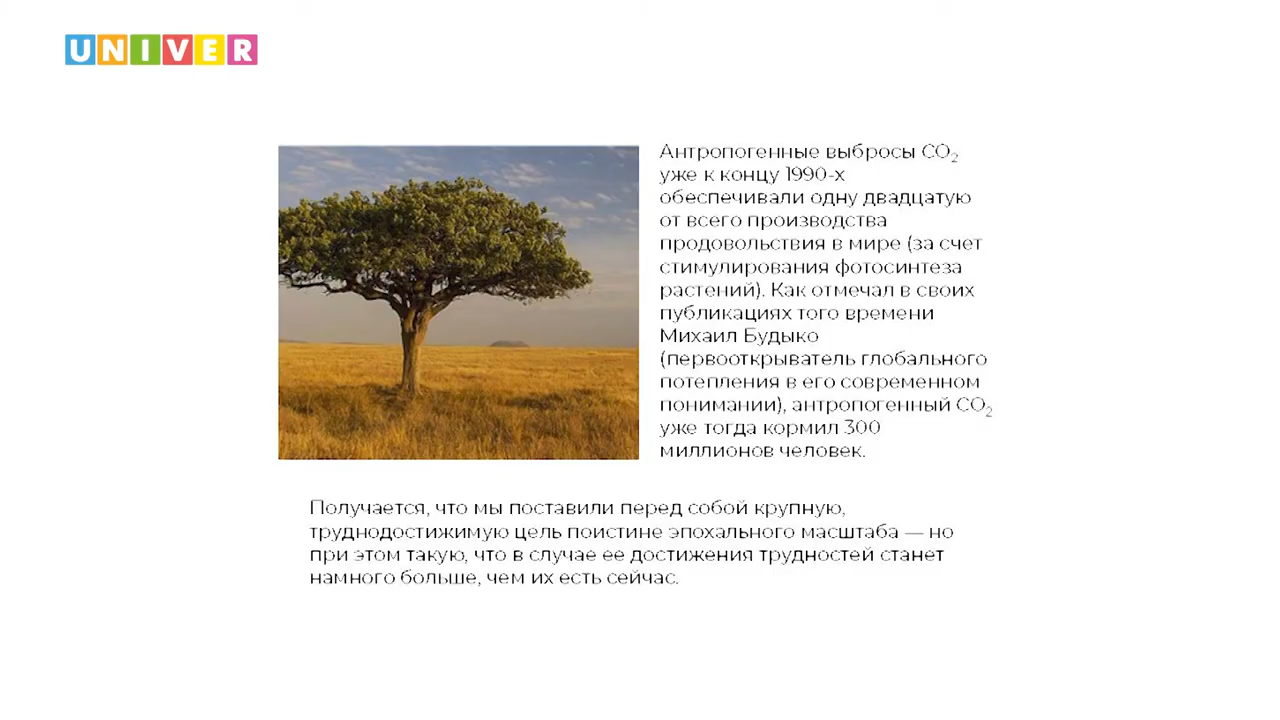 UNIVER
Антропогенные выбросы CO₂
уже к концу 1990-х
обеспечивали одну двадцатую
от всего производства
продовольствия в мире (за счет
стимулирования фотосинтеза
растений). Как отмечал в своих
публикациях того времени
Михаил Будыко
(первооткрыватель глобального
потепления в его современном
понимании), антропогенный CO₂
уже тогда кормил 300
миллионов человек.
Получается, что мы поставили перед собой крупную,
труднодостижимую цель поистине эпохального масштаба — но
при этом такую, что в случае ее достижения трудностей станет
намного больше, чем их есть сейчас.